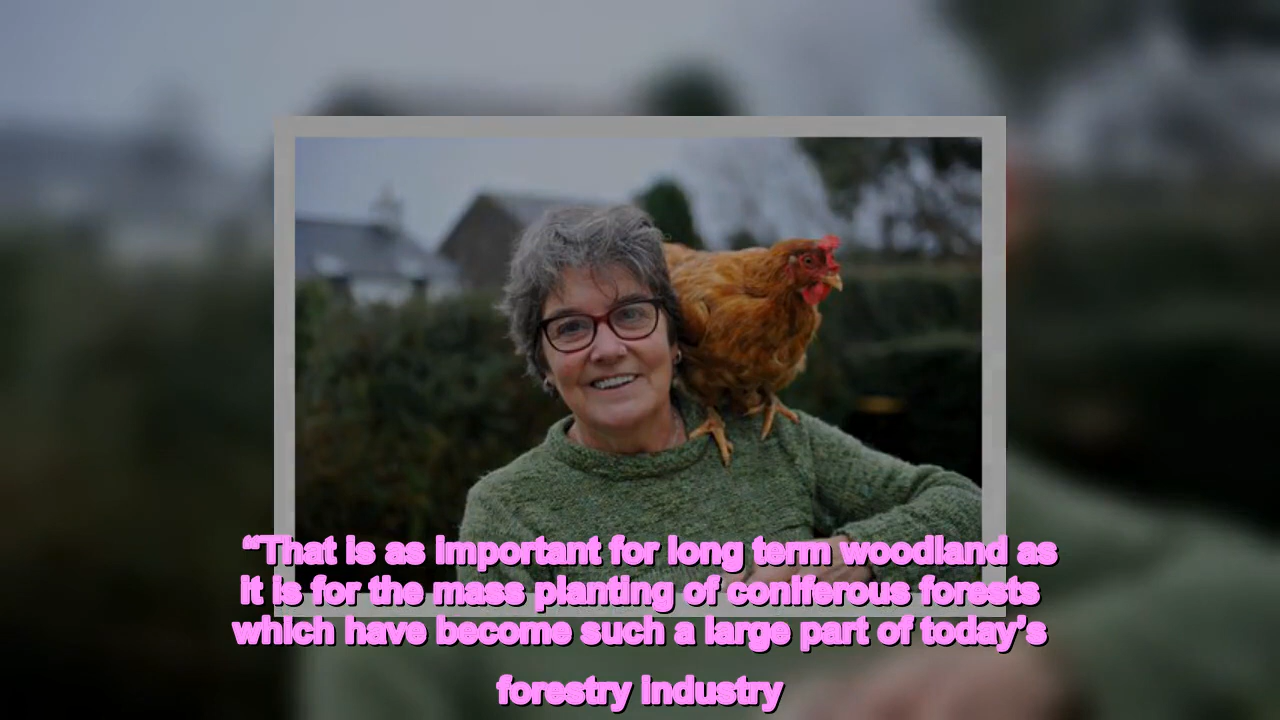 “That is as important for long term woodland as
it is for the mass planting of coniferous forests
which have become such a large part of today’s
forestry industry